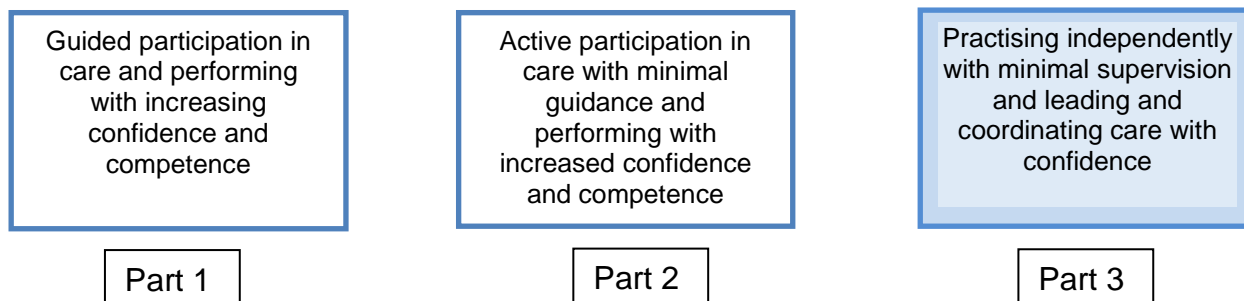 Guided participation in
care and performing
with increasing
confidence and
competence
Active participation in
care with minimal
guidance and
performing with
increased confidence
and competence
Practising independently
with minimal supervision
and leading and
coordinating care with
confidence
Part 1
Part 2
Part 3